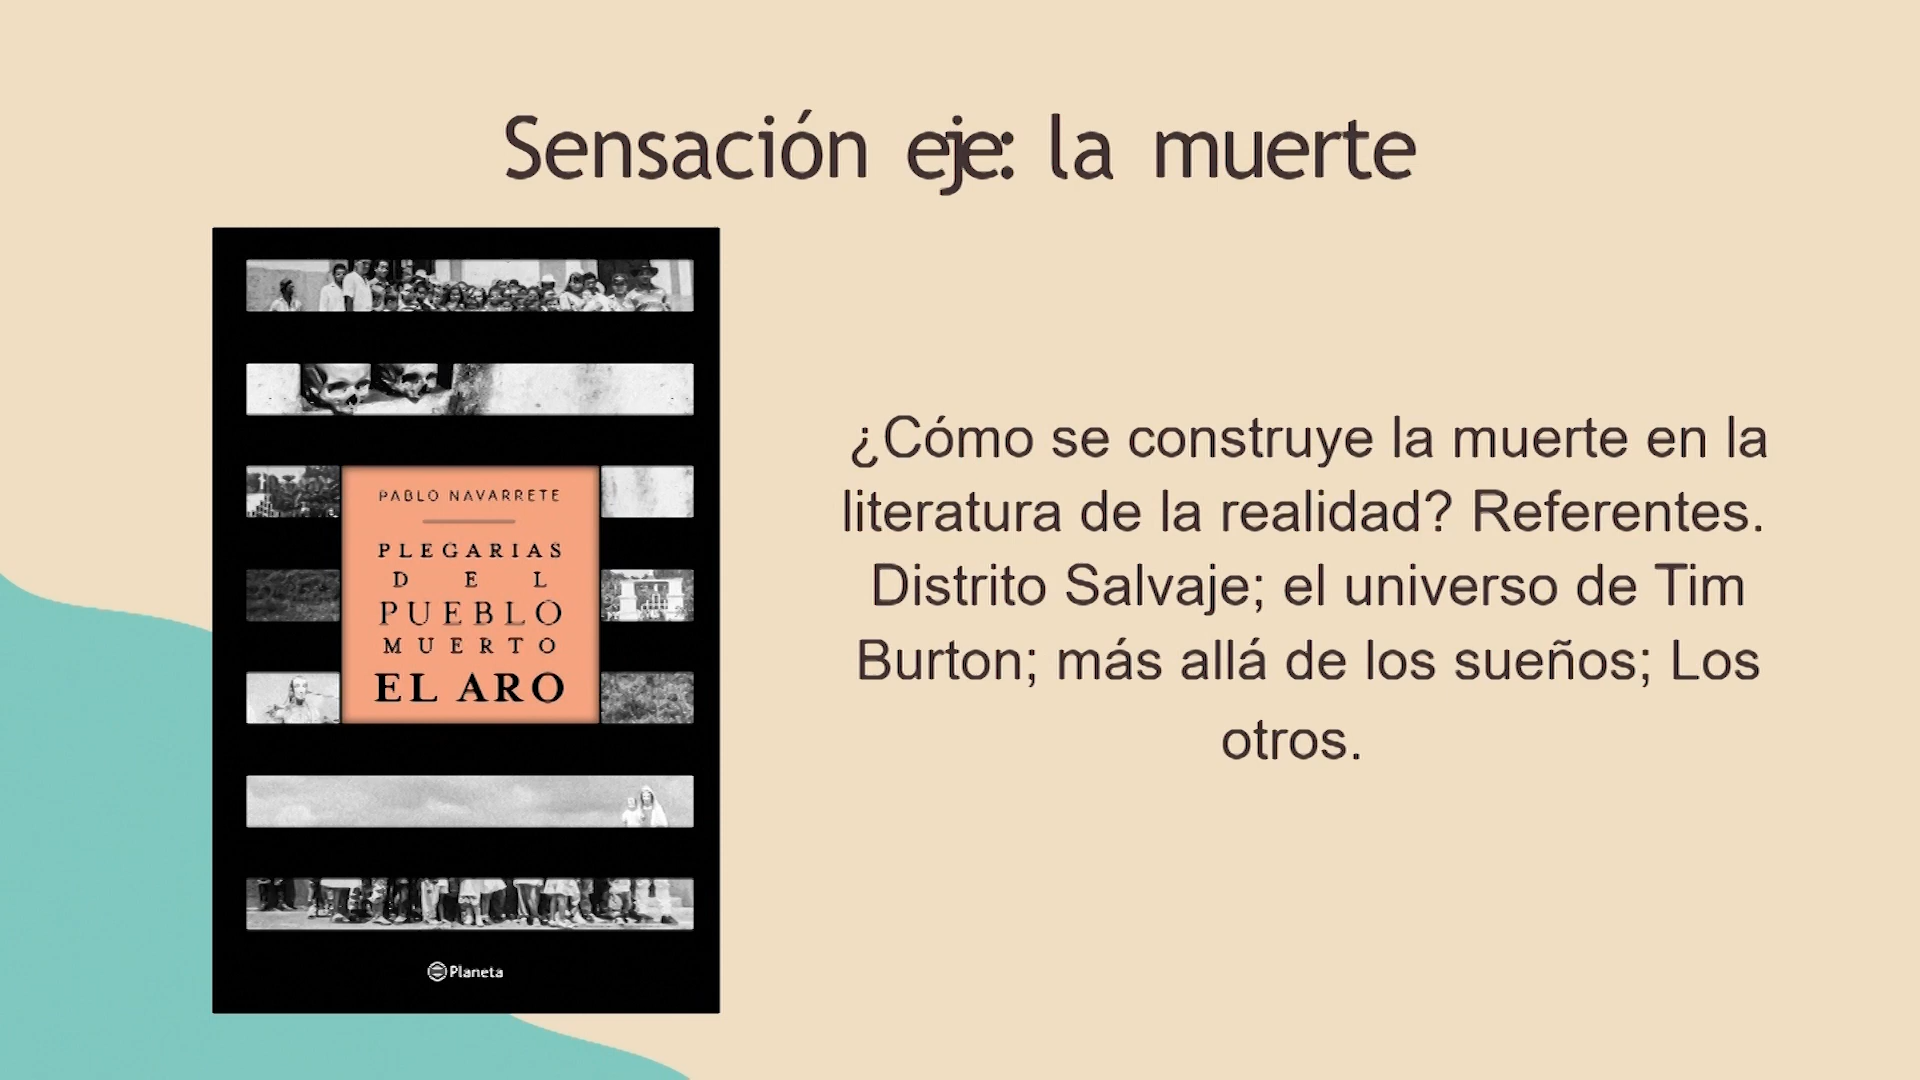 Sensación eje: la muerte
PABLO NAVARRETE
PLEGARIAS
DEL
PUEBLO
MUERTO
EL ARO
Planeta
¿Cómo se construye la muerte en la
literatura de la realidad? Referentes.
Distrito Salvaje; el universo de Tim
Burton; más allá de los sueños; Los
otros.